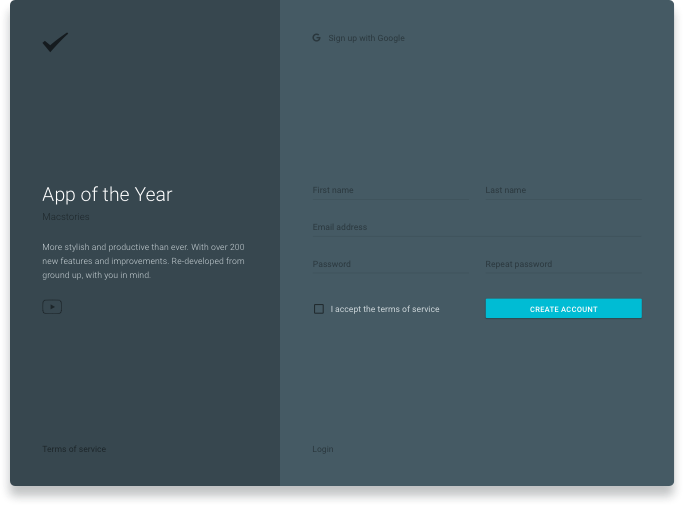 Sign up with Google
App of the Year
Macstories
More stylish and productive than ever. With over 200
new features and improvements. Re-developed from
ground up, with you in mind.
First name
Last name
Email address
Password
Repeat password
I accept the terms of service
CREATE ACCOUNT
Terms of service
Login